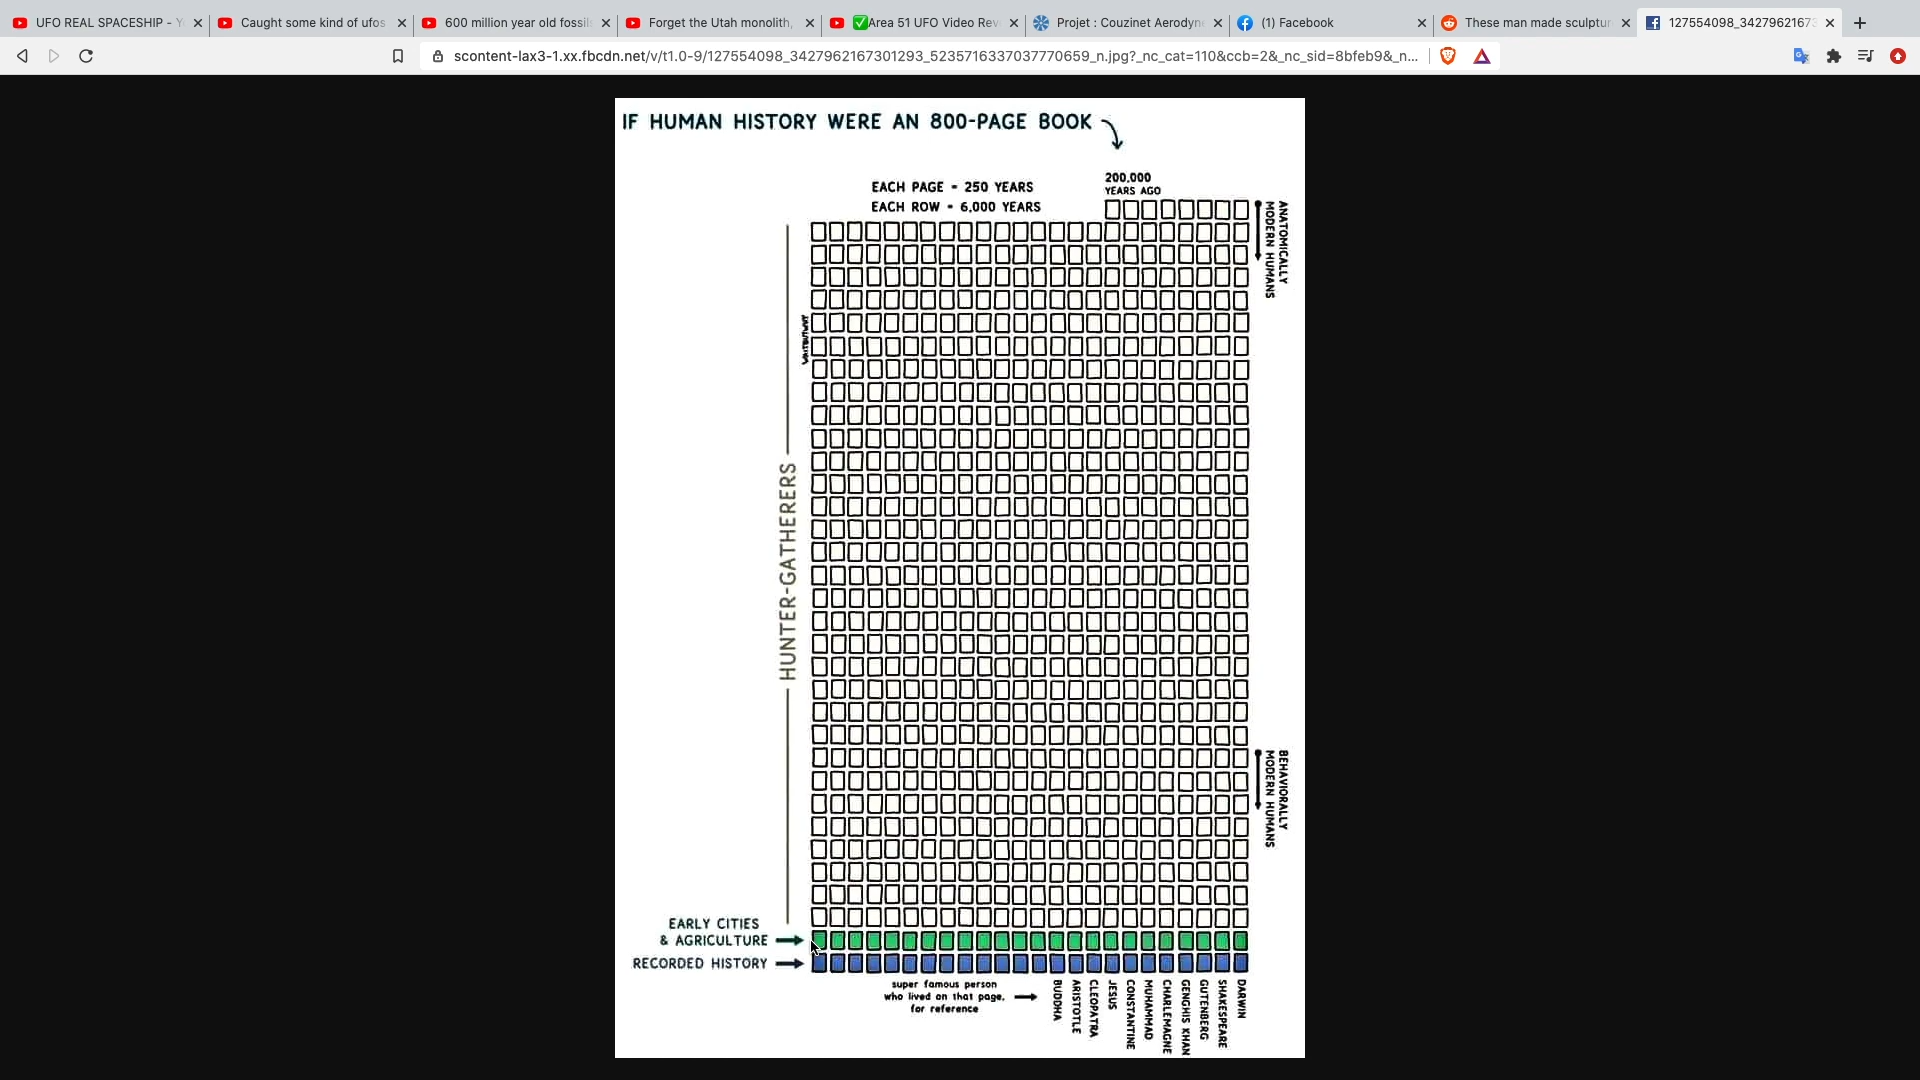 UFO REAL SPACESHIP - Y
Caught some kind of ufos
600 million year old fossils
Forget the Utah monolith,
Area 51 UFO Video Rev
Projet : Couzinet Aerodyne
(1) Facebook
These man made sculptur
127554098_3427962167
scontent-lax3-1.xx.fbcdn.net/v/t1.0-9/127554098_3427962167301293_5235716337037770659_n.jpg?_nc_cat=110&ccb=2&_nc_sid=8bfeb9&_n...
IF HUMAN HISTORY WERE AN 800-PAGE BOOK
EACH PAGE = 250 YEARS
EACH ROW = 6,000 YEARS
200,000
YEARS AGO
ANATOMICALLY
MODERN HUMANS
HUNTER-GATHERERS
BEHAVIORALLY
MODERN HUMANS
EARLY CITIES
& AGRICULTURE
RECORDED HISTORY
super famous person
who lived on that page,
for reference
BUDDHA
ARISTOTLE
CLEOPATRA
JESUS
CONSTANTINE
MUHAMMAD
CHARLEMAGNE
GENGHIS KHAN
GUTENBERG
SHAKESPEARE
DARWIN